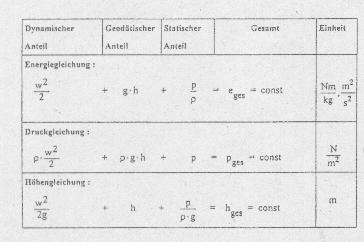 Dynamischer Geodätischer Statischer Gesamt Einheit
Anteil Anteil Anteil
Energiegleichung :
w²/2 + g·h + p/ρ = e_ges = const Nm/kg, m²/s²
Druckgleichung :
ρ·w²/2 + ρ·g·h + p = p_ges = const N/m²
Höhengleichung :
w²/2g + h + p/ρ·g = h_ges = const m